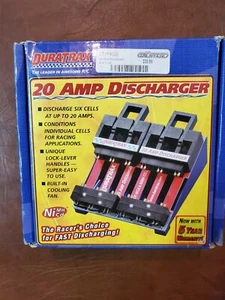 DURATRAX
THE LEADER IN AWESOME R/C
20 AMP DISCHARGER
■ DISCHARGE SIX CELLS
AT UP TO 20 AMPS.
■ CONDITIONS
INDIVIDUAL CELLS
FOR RACING
APPLICATIONS.
■ UNIQUE
LOCK-LEVER
HANDLES —
SUPER-EASY
TO USE.
■ BUILT-IN
COOLING
FAN.
The Racer's Choice
for FAST Discharging!
NOW WITH
5 YEAR